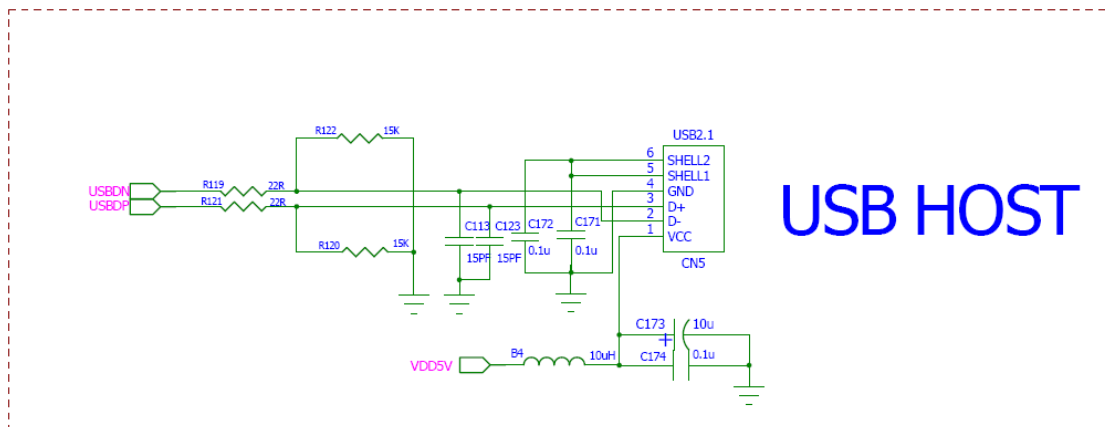 USB2.1
R122 15K
6 SHELL2
5 SHELL1
USBDN R119 22R 4 GND
USBDP R121 22R 3 D+
2 D-
1 VCC
USB HOST
C113 C123 C172 C171
R120 15K
15PF 15PF 0.1u 0.1u
CN5
C173 10u
+
B4 10uH C174 0.1u
VDD5V